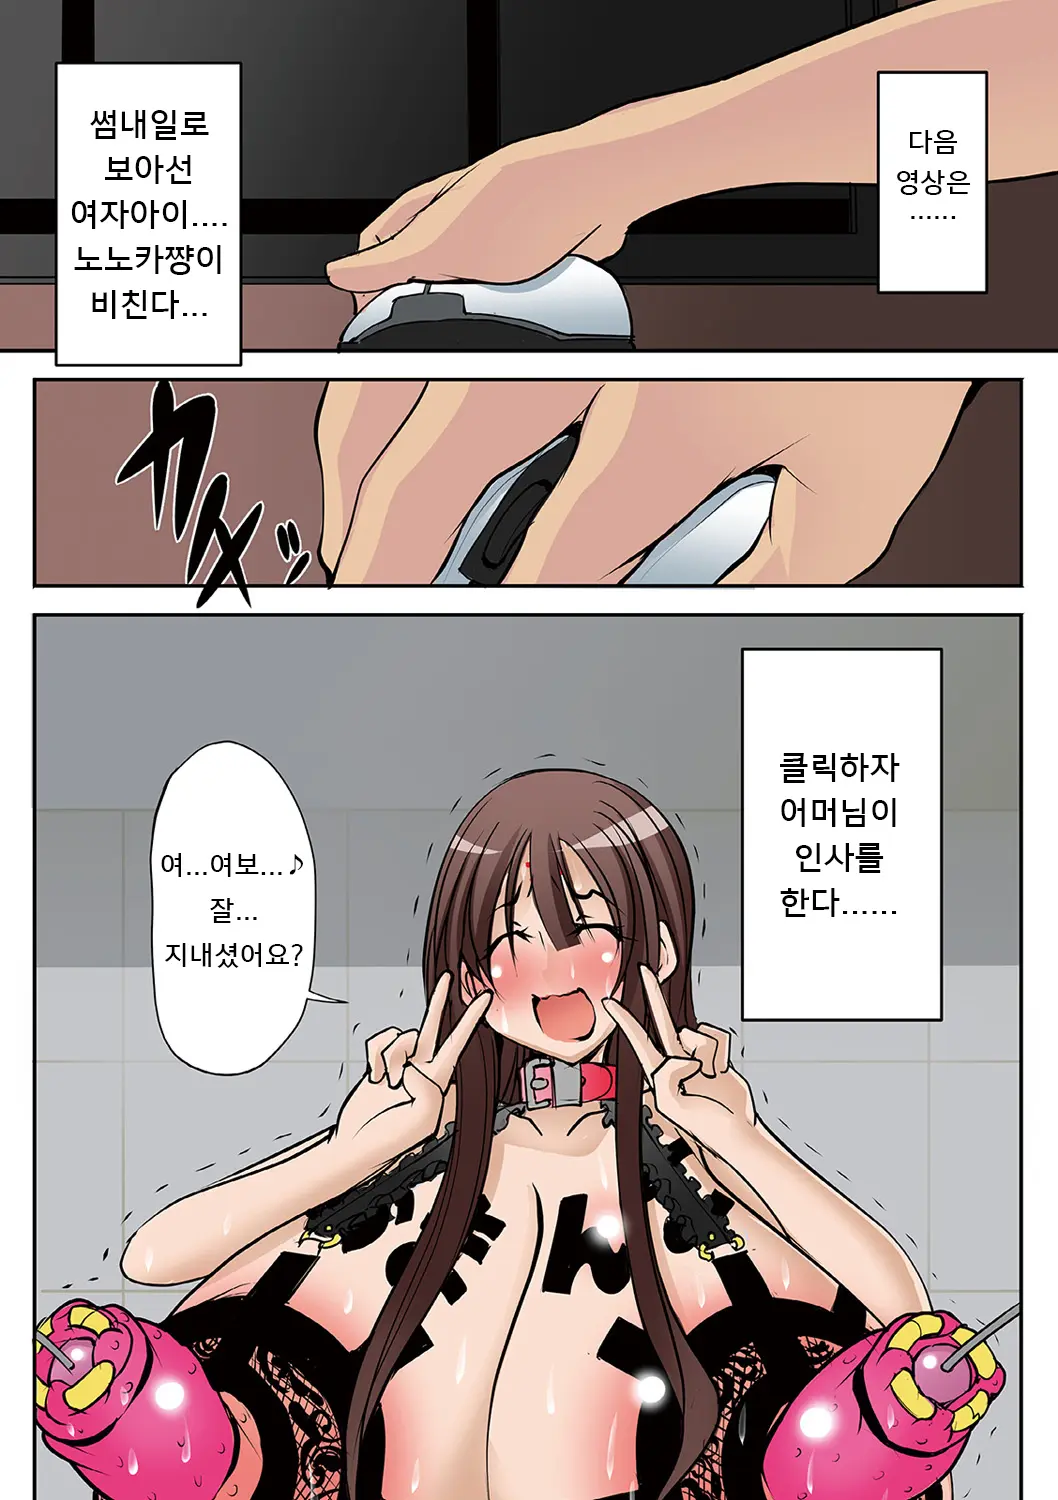 다음
영상은
......
썸내일로
보아선
여자아이....
노노카쨩이
비친다...
カタメッ
클릭하자
어머님이
인사를
한다......
여...여보...♪
잘...
지내셨어요?